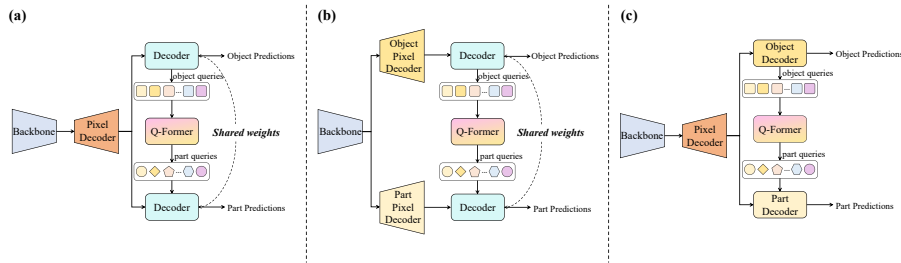 (a)
Decoder
Object Predictions
object queries
...
Backbone
Pixel
Decoder
Q-Former
Shared weights
part queries
...
Decoder
Part Predictions
(b)
Object
Pixel
Decoder
Decoder
Object Predictions
object queries
...
Backbone
Q-Former
Shared weights
part queries
...
Part
Pixel
Decoder
Decoder
Part Predictions
(c)
Object
Decoder
Object Predictions
object queries
...
Backbone
Pixel
Decoder
Q-Former
part queries
...
Part
Decoder
Part Predictions